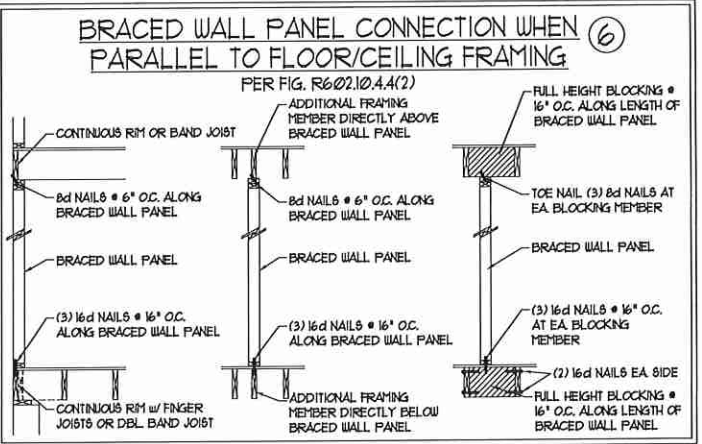 BRACED WALL PANEL CONNECTION WHEN
PARALLEL TO FLOOR/CEILING FRAMING
6
PER FIG. R602.10.4.4(2)
CONTINUOUS RIM OR BAND JOIST
8d NAILS @ 6" O.C. ALONG
BRACED WALL PANEL
BRACED WALL PANEL
(3) 16d NAILS @ 16" O.C.
ALONG BRACED WALL PANEL
CONTINUOUS RIM W/ FINGER
JOISTS OR DBL BAND JOIST
ADDITIONAL FRAMING
MEMBER DIRECTLY ABOVE
BRACED WALL PANEL
8d NAILS @ 6" O.C. ALONG
BRACED WALL PANEL
BRACED WALL PANEL
(3) 16d NAILS @ 16" O.C.
ALONG BRACED WALL PANEL
ADDITIONAL FRAMING
MEMBER DIRECTLY BELOW
BRACED WALL PANEL
FULL HEIGHT BLOCKING @
16" O.C. ALONG LENGTH OF
BRACED WALL PANEL
TOE NAIL (3) 8d NAILS AT
EA. BLOCKING MEMBER
BRACED WALL PANEL
(3) 16d NAILS @ 16" O.C.
AT EA. BLOCKING
MEMBER
(2) 16d NAILS EA. SIDE
FULL HEIGHT BLOCKING @
16" O.C. ALONG LENGTH OF
BRACED WALL PANEL